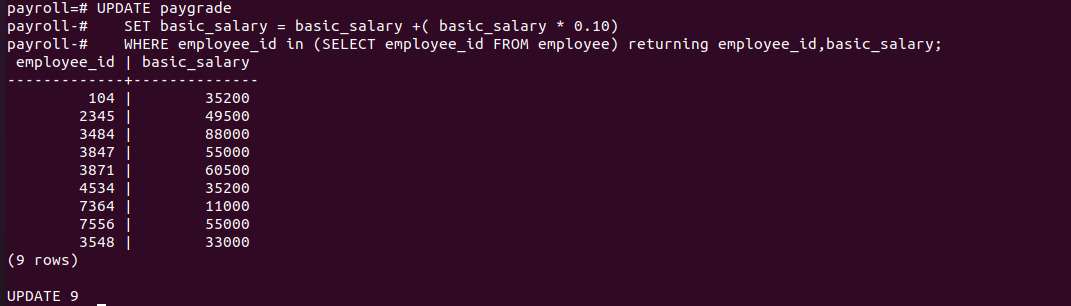 payroll=# UPDATE paygrade
payroll-#    SET basic_salary = basic_salary +( basic_salary * 0.10)
payroll-#    WHERE employee_id in (SELECT employee_id FROM employee) returning employee_id,basic_salary;
 employee_id | basic_salary
-------------+--------------
         104 |        35200
        2345 |        49500
        3484 |        88000
        3847 |        55000
        3871 |        60500
        4534 |        35200
        7364 |        11000
        7556 |        55000
        3548 |        33000
(9 rows)

UPDATE 9